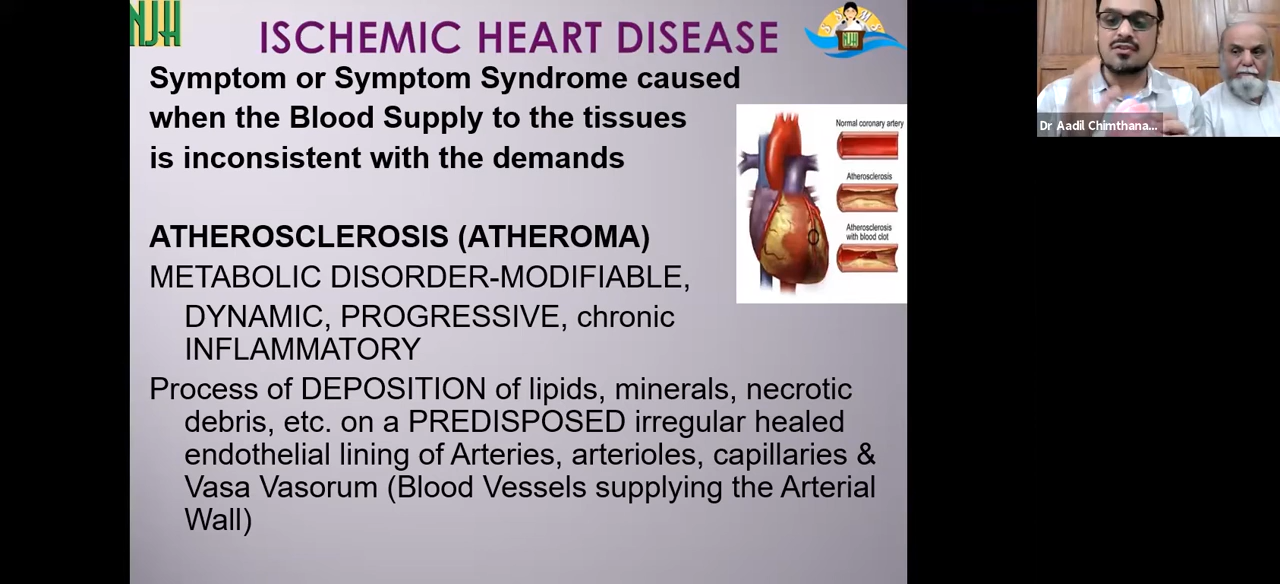 NJH
ISCHEMIC HEART DISEASE
Symptom or Symptom Syndrome caused
when the Blood Supply to the tissues
is inconsistent with the demands
Normal coronary artery
Atherosclerosis
Atherosclerosis
with blood clot
ATHEROSCLEROSIS (ATHEROMA)
METABOLIC DISORDER-MODIFIABLE,
DYNAMIC, PROGRESSIVE, chronic
INFLAMMATORY
Process of DEPOSITION of lipids, minerals, necrotic
debris, etc. on a PREDISPOSED irregular healed
endothelial lining of Arteries, arterioles, capillaries &
Vasa Vasorum (Blood Vessels supplying the Arterial
Wall)
Dr Aadil Chimthana...